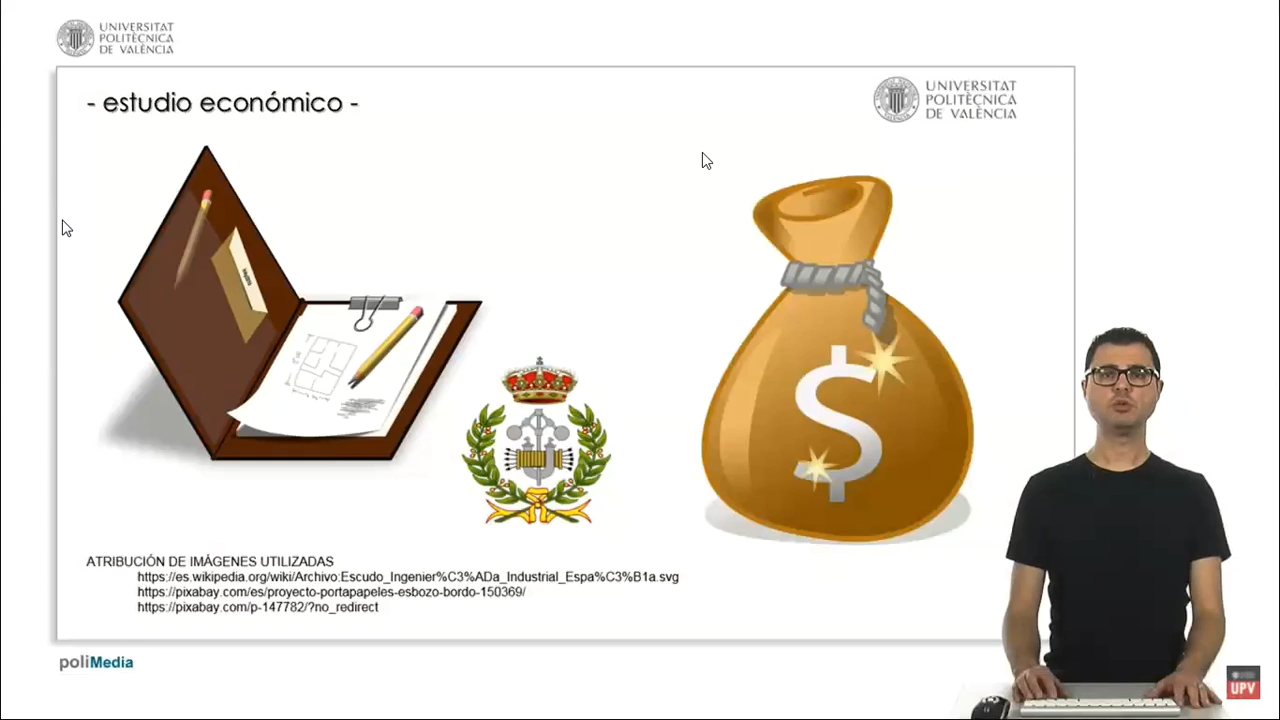 UNIVERSITAT
POLITÈCNICA
DE VALÈNCIA
- estudio económico -
UNIVERSITAT
POLITÈCNICA
DE VALÈNCIA
$
ATRIBUCIÓN DE IMÁGENES UTILIZADAS
https://es.wikipedia.org/wiki/Archivo:Escudo_Ingenier%C3%ADa_Industrial_Espa%C3%B1a.svg
https://pixabay.com/es/proyecto-portapapeles-esbozo-bordo-150369/
https://pixabay.com/p-147782/?no_redirect
poliMedia
UPV